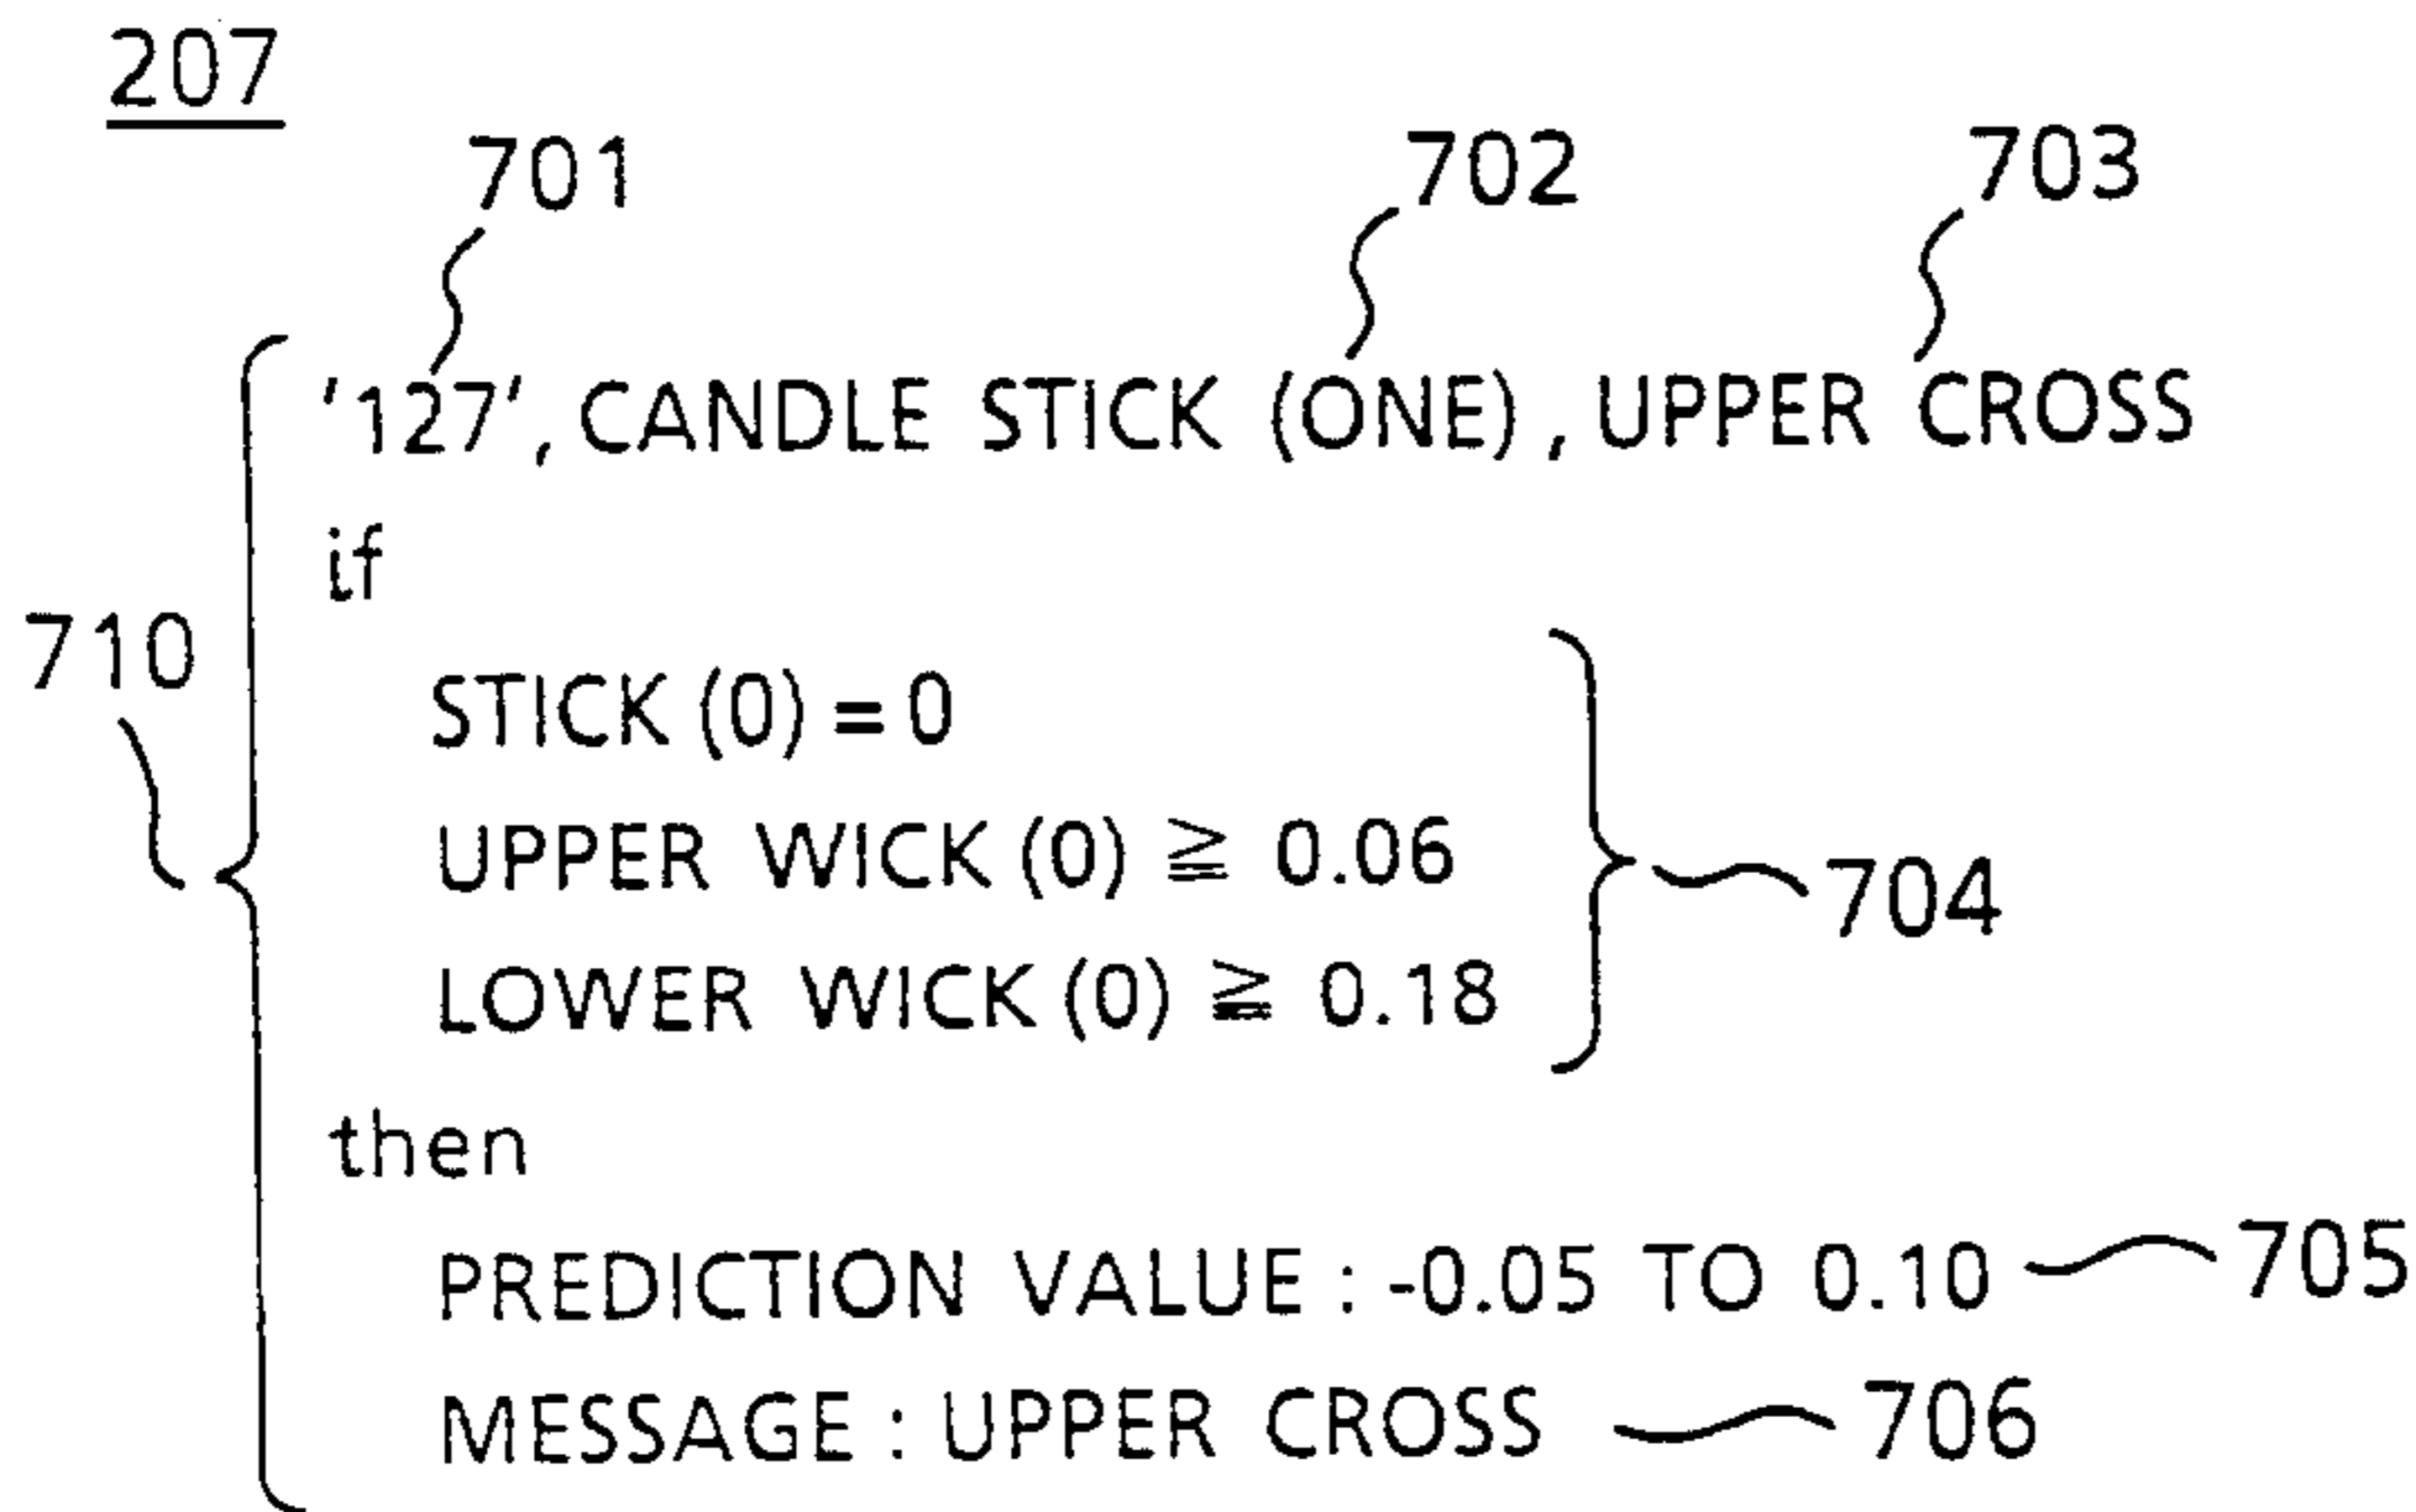 207
701 702 703
'127', CANDLE STICK (ONE), UPPER CROSS
if
710
STICK (0) = 0
UPPER WICK (0) ≧ 0.06
704
LOWER WICK (0) ≧ 0.18
then
PREDICTION VALUE : -0.05 TO 0.10 705
MESSAGE : UPPER CROSS 706